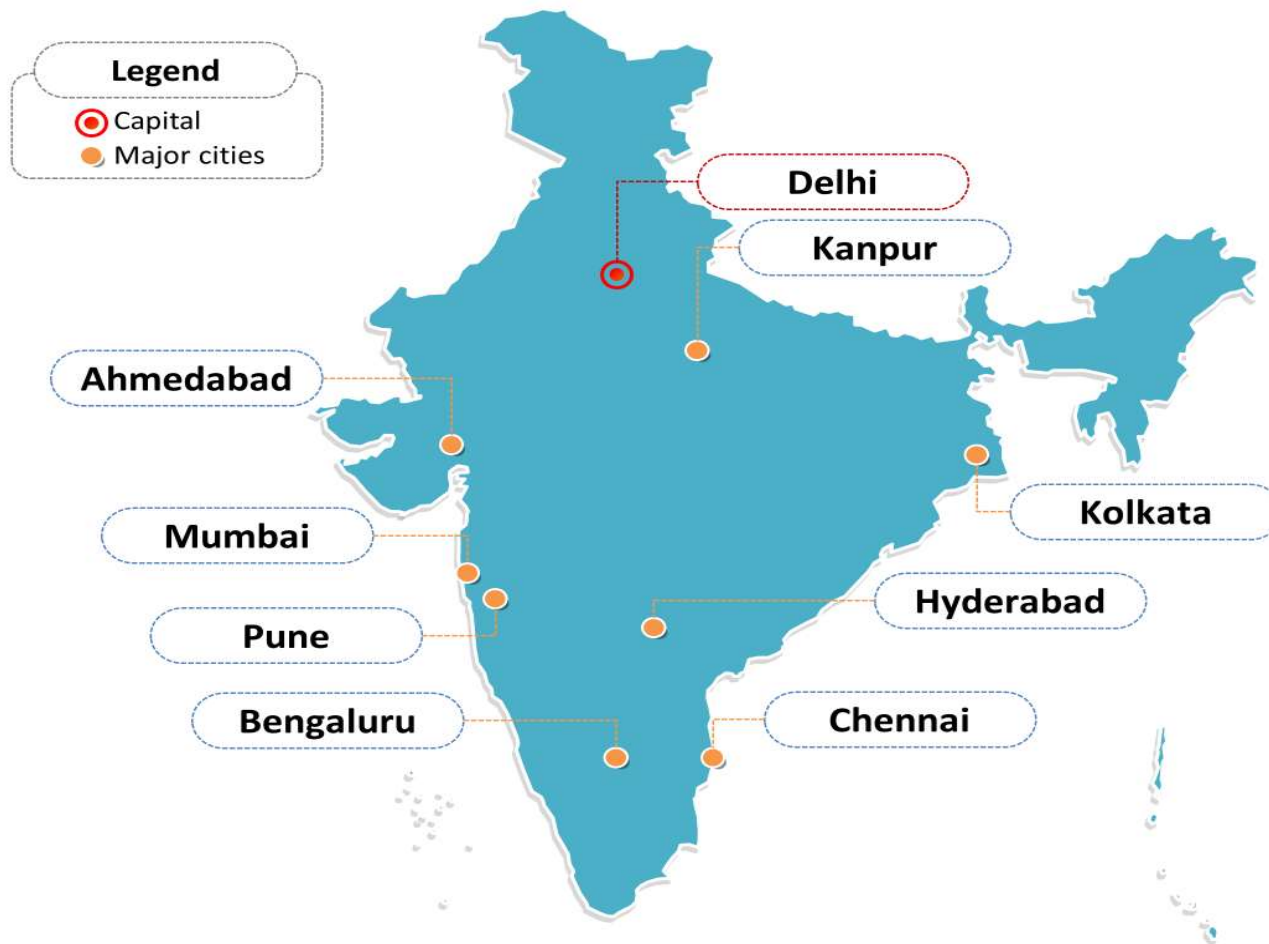 Legend
Capital
Major cities
Delhi
Kanpur
Ahmedabad
Kolkata
Mumbai
Hyderabad
Pune
Bengaluru
Chennai